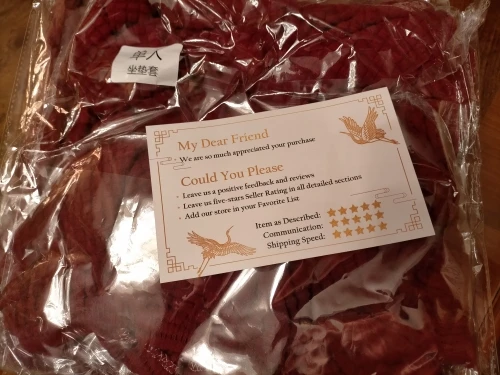 单人
坐垫套
My Dear Friend
• We are so much appreciated your purchase
Could You Please
• Leave us a positive feedback and reviews
• Leave us five-stars Seller Rating in all detailed sections
• Add our store in your Favorite List
Item as Described: ★★★★★
Communication: ★★★★★
Shipping Speed: ★★★★★